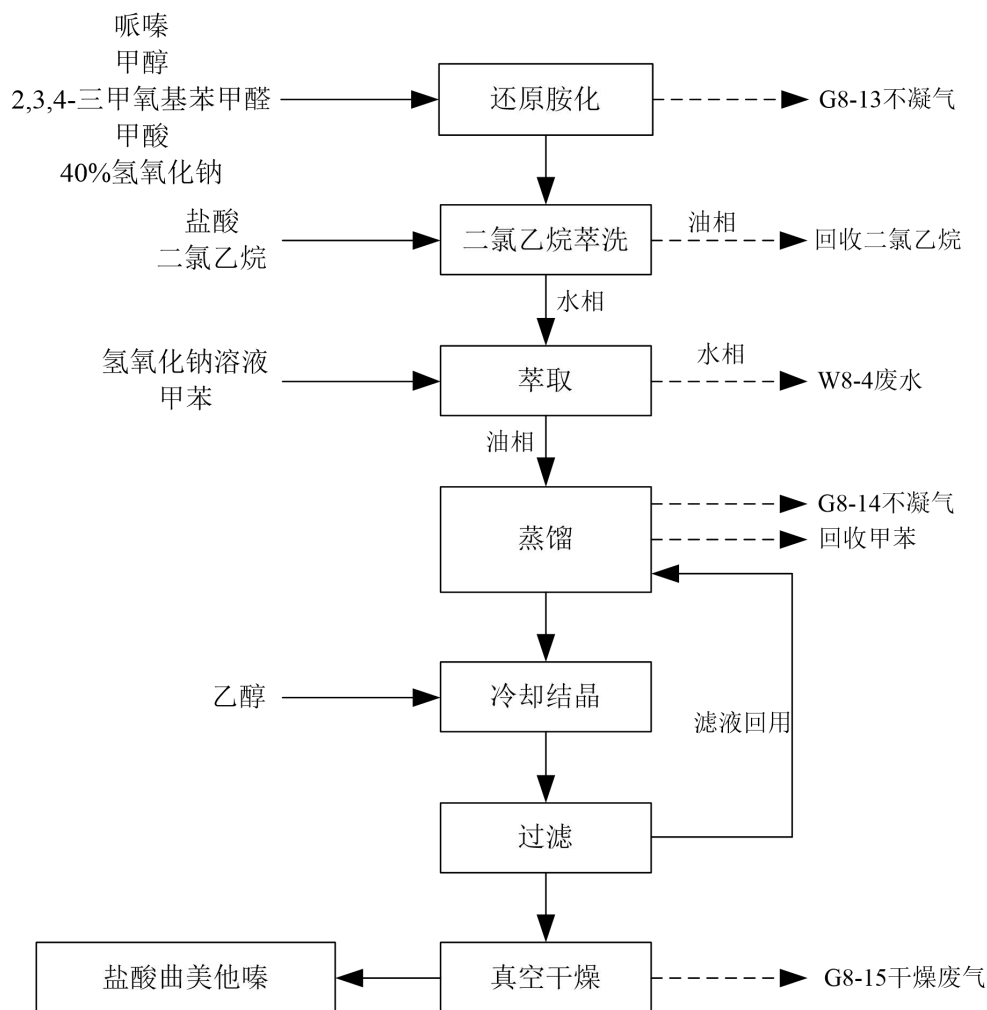 哌嗪
甲醇
2,3,4-三甲氧基苯甲醛
甲酸
40%氢氧化钠
还原胺化
G8-13不凝气
盐酸
二氯乙烷
二氯乙烷萃洗
油相
回收二氯乙烷
水相
氢氧化钠溶液
甲苯
萃取
水相
W8-4废水
油相
蒸馏
G8-14不凝气
回收甲苯
乙醇
冷却结晶
滤液回用
过滤
盐酸曲美他嗪
真空干燥
G8-15干燥废气